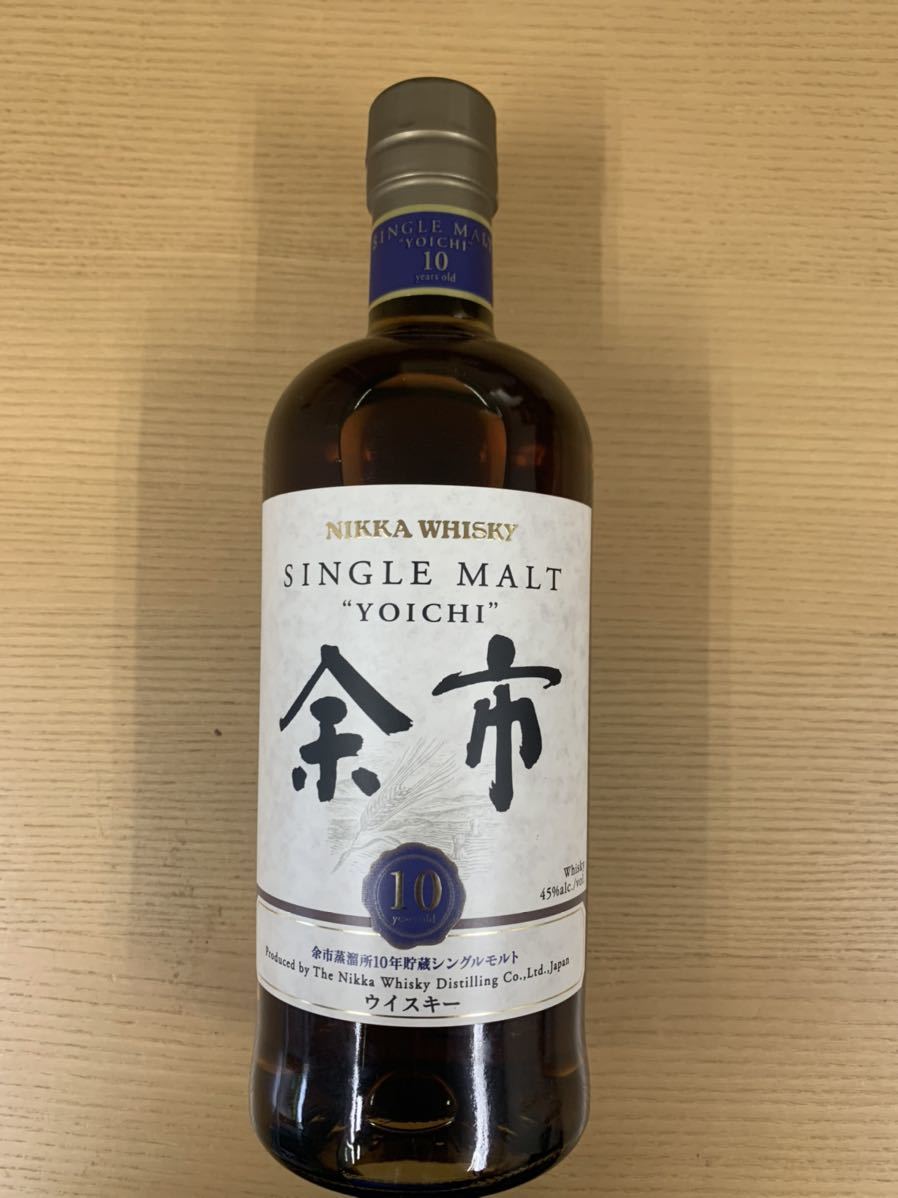 SINGLE MALT
"YOICHI"
10
years old
NIKKA WHISKY
SINGLE MALT
"YOICHI"
余市
Whisky
45%alc./vol.
10
years old
余市蒸溜所10年貯蔵シングルモルト
Produced by The Nikka Whisky Distilling Co.,Ltd.,Japan
ウイスキー